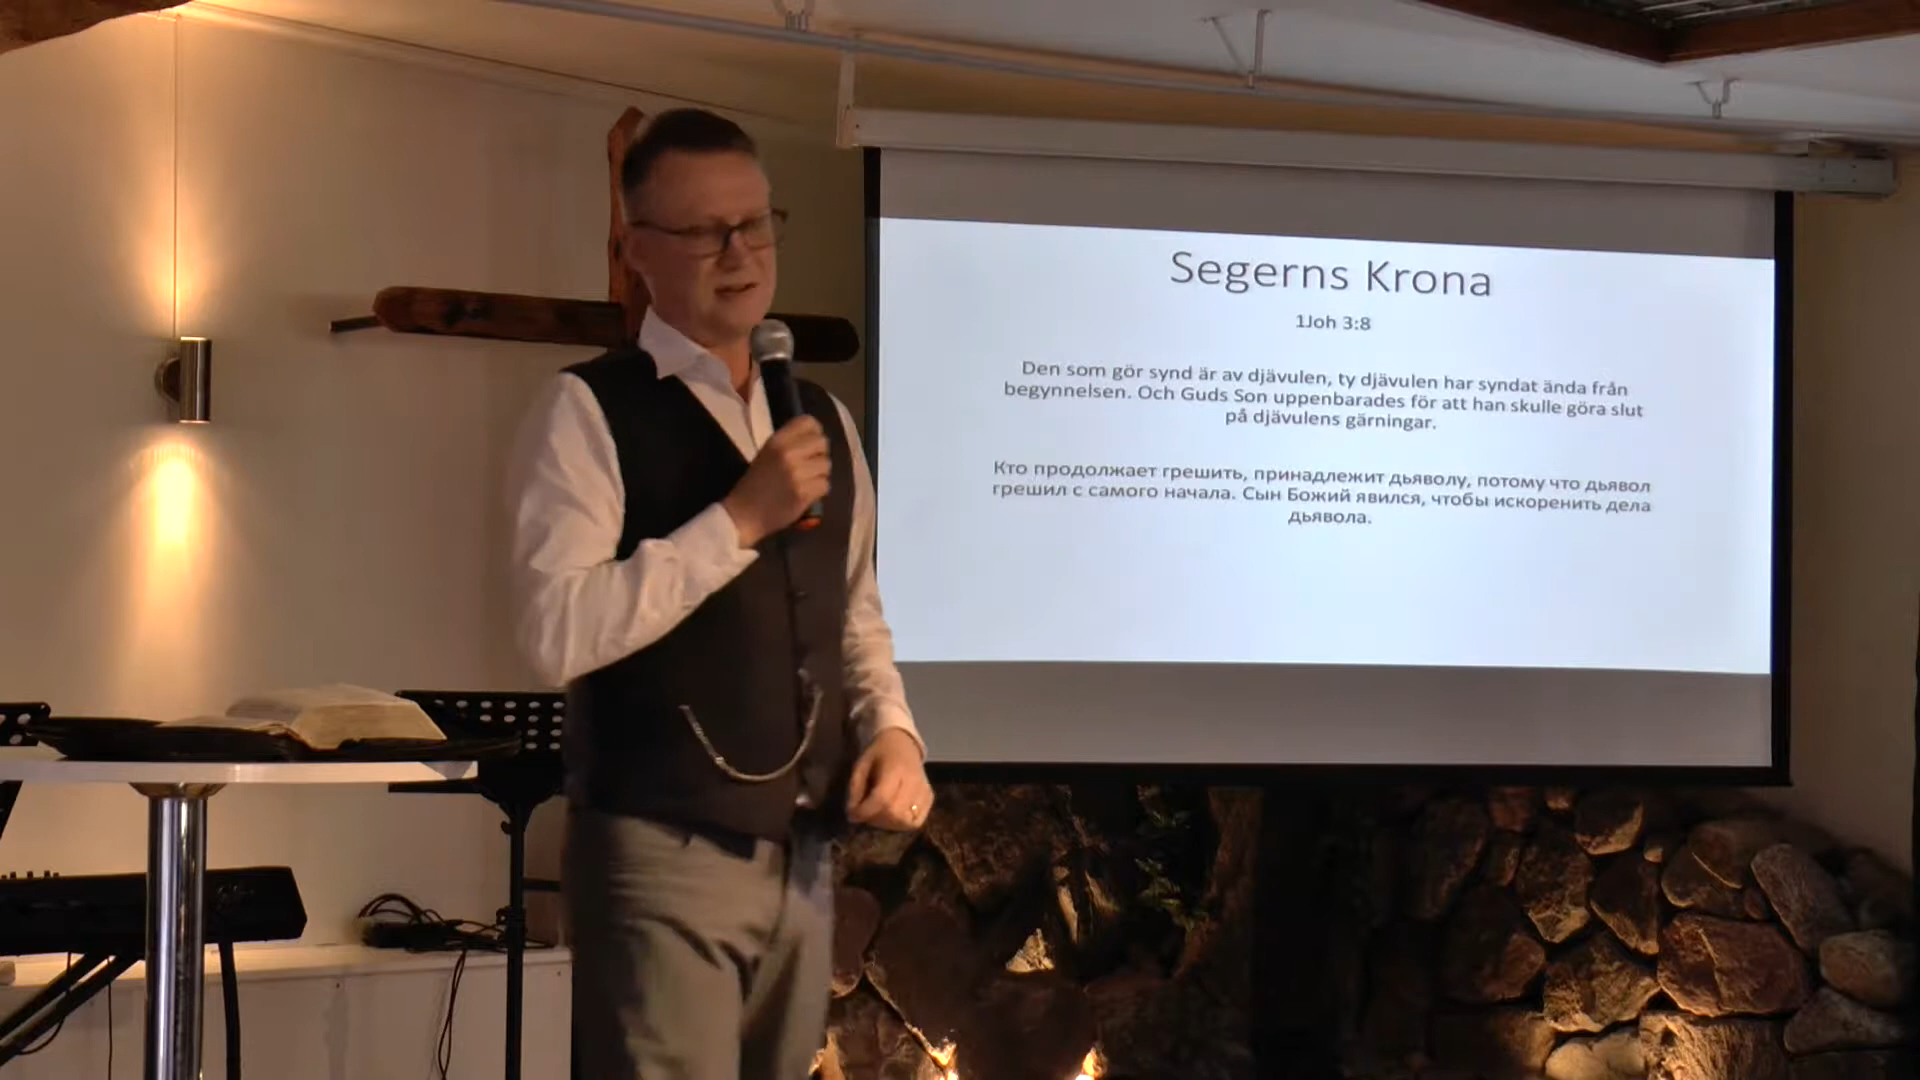 Segerns Krona
1Joh 3:8
Den som gör synd är av djävulen, ty djävulen har syndat ända från
begynnelsen. Och Guds Son uppenbarades för att han skulle göra slut
på djävulens gärningar.
Кто продолжает грешить, принадлежит дьяволу, потому что дьявол
грешил с самого начала. Сын Божий явился, чтобы искоренить дела
дьявола.